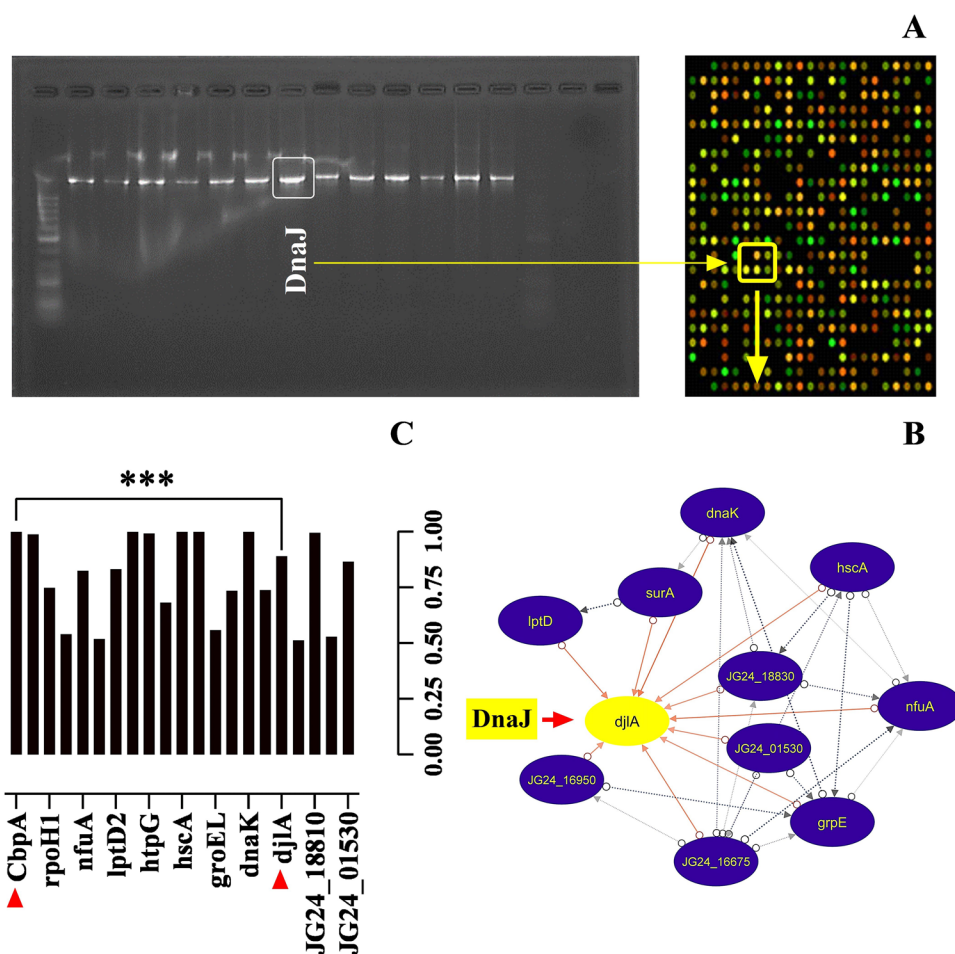 A
DnaJ
C
B
***
1.00
0.75
0.50
0.25
0.00
CbpA
rpoH1
nfuA
lptD2
htpG
hscA
groEL
dnaK
djlA
JG24_18810
JG24_01530
dnaK
hscA
surA
lptD
JG24_18830
nfuA
DnaJ
djlA
JG24_01530
JG24_16950
grpE
JG24_16675